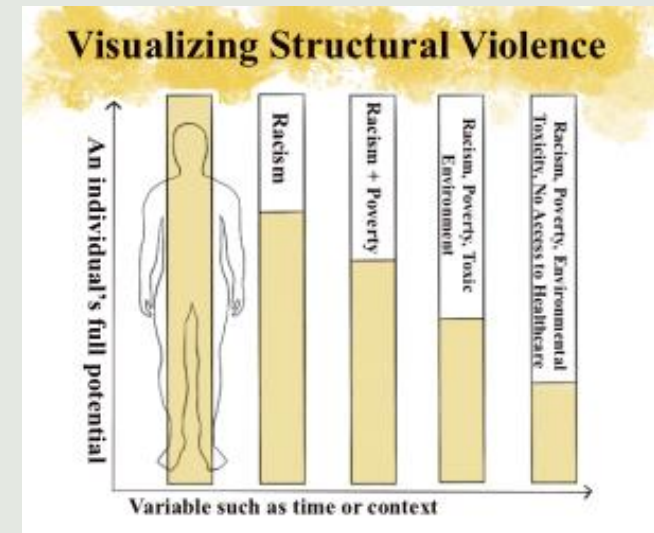 Visualizing Structural Violence
An individual's full potential
Racism
Racism + Poverty
Racism, Poverty, Toxic
Environment
Racism, Poverty, Environmental
Toxicity, No Access to Healthcare
Variable such as time or context